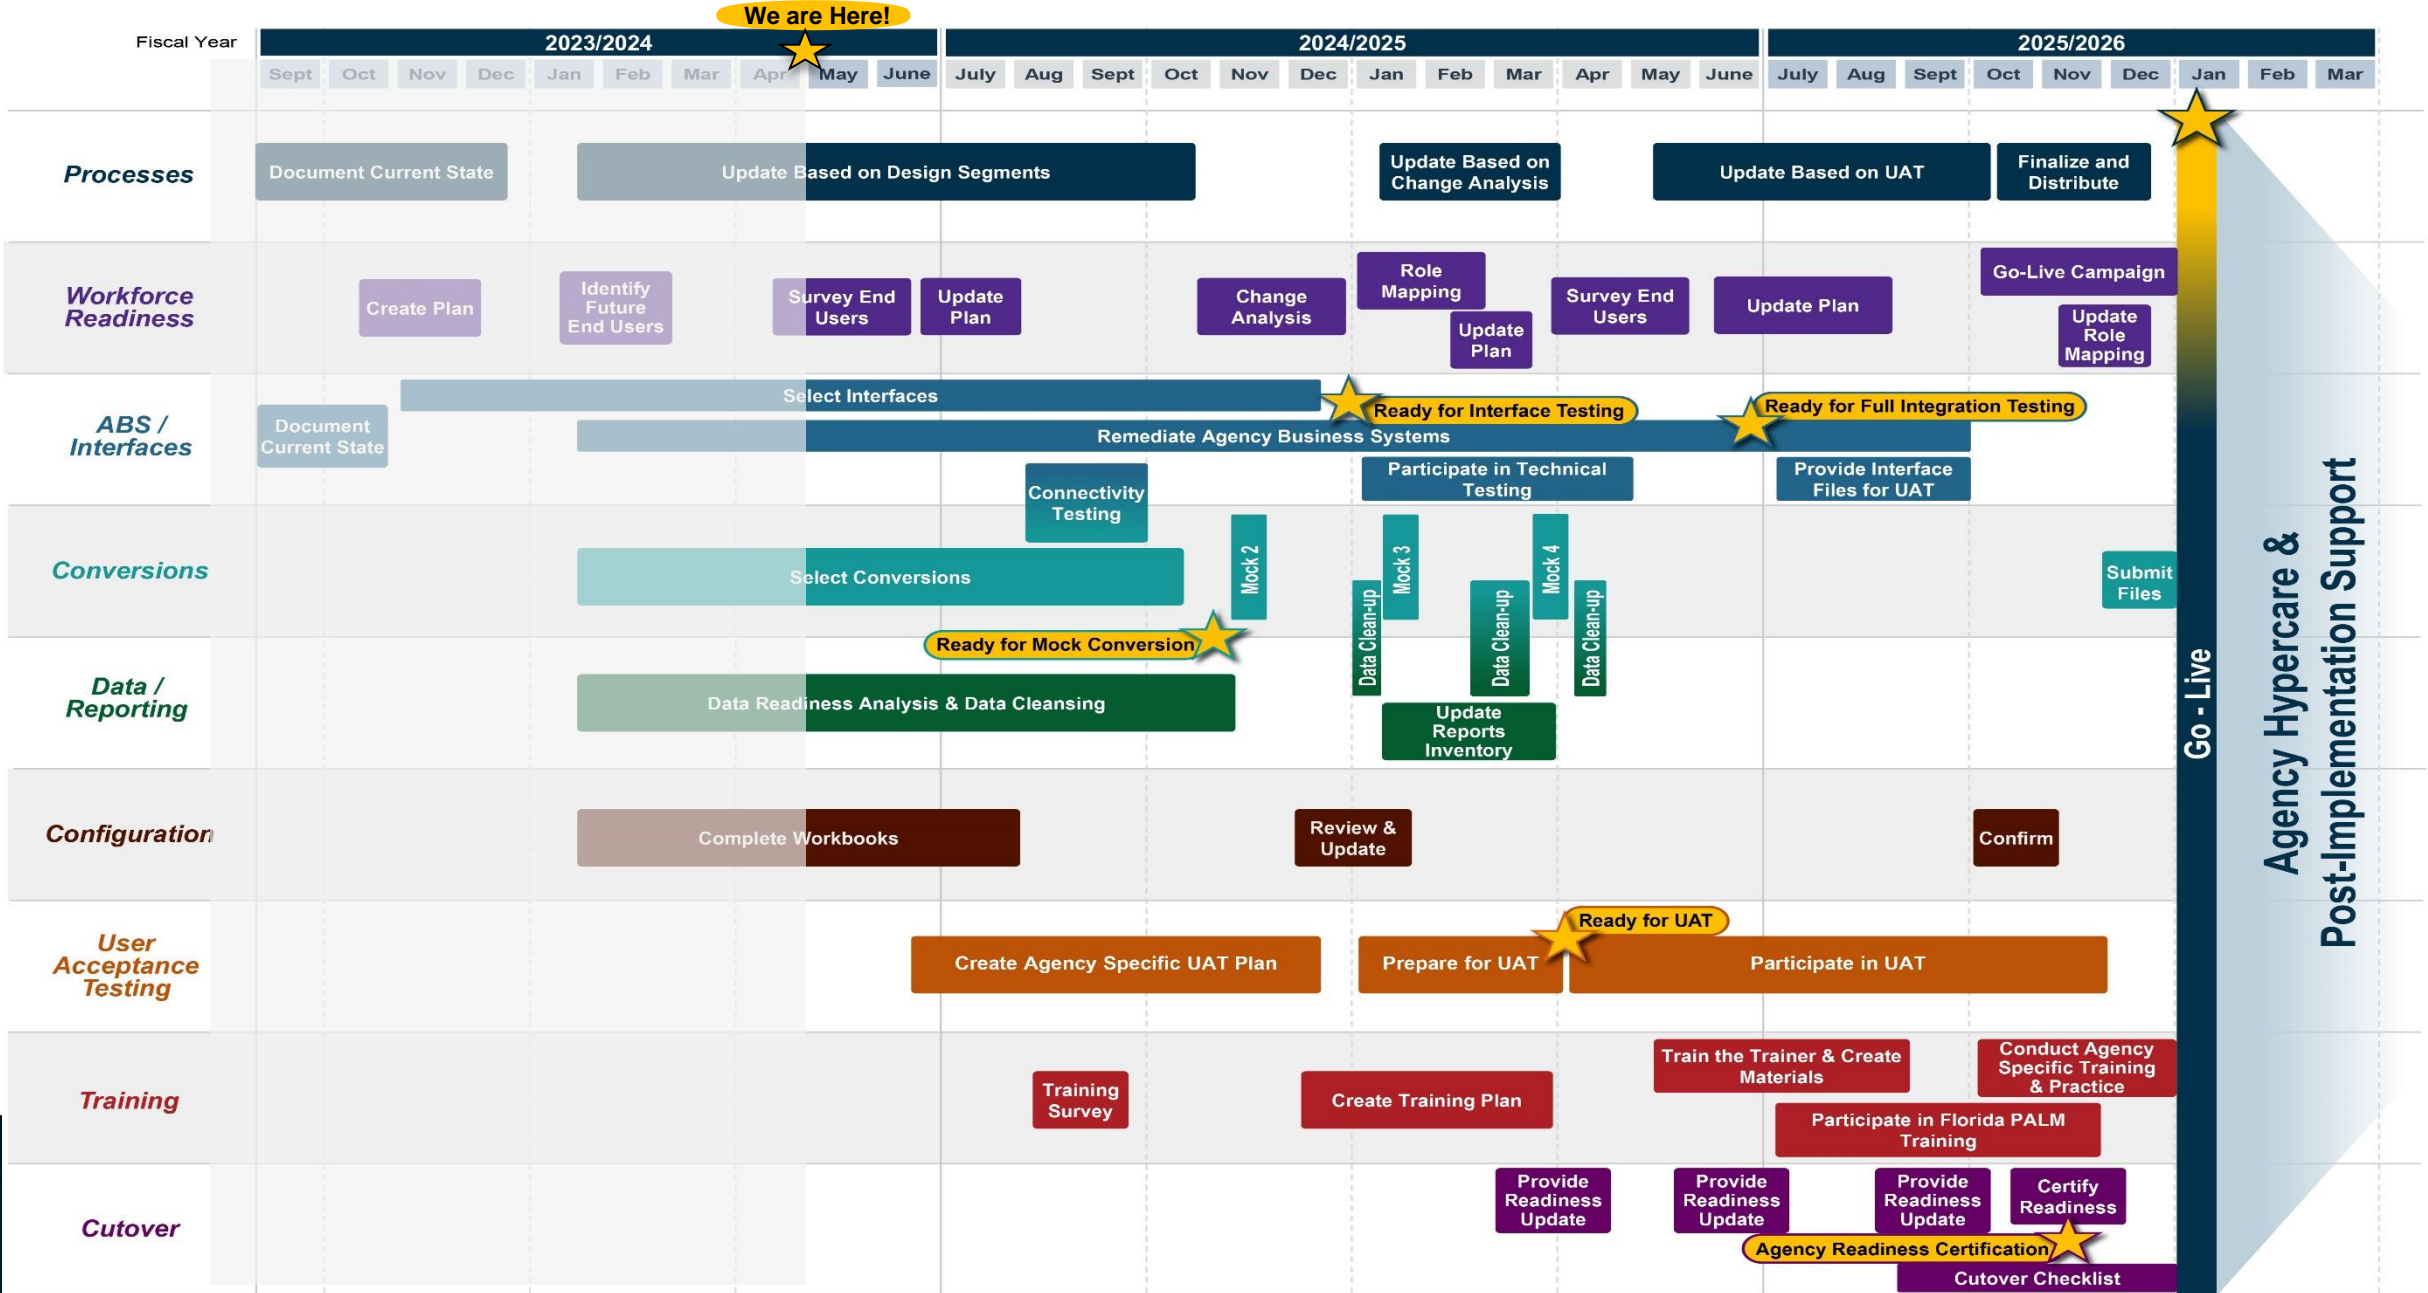 We are Here!
Fiscal Year
2023/2024
2024/2025
2025/2026
Sept Oct Nov Dec Jan Feb Mar Apr May June July Aug Sept Oct Nov Dec Jan Feb Mar Apr May June July Aug Sept Oct Nov Dec Jan Feb Mar
Processes
Document Current State
Update Based on Design Segments
Update Based on
Change Analysis
Update Based on UAT
Finalize and
Distribute
Workforce
Readiness
Create Plan
Identify
Future
End Users
Survey End
Users
Update
Plan
Change
Analysis
Role
Mapping
Update
Plan
Survey End
Users
Update Plan
Go-Live Campaign
Update
Role
Mapping
ABS /
Interfaces
Document
Current State
Select Interfaces
Ready for Interface Testing
Ready for Full Integration Testing
Remediate Agency Business Systems
Connectivity
Testing
Participate in Technical
Testing
Provide Interface
Files for UAT
Conversions
Select Conversions
Mock 2
Mock 3
Mock 4
Submit
Files
Ready for Mock Conversion
Data Clean-up
Data Clean-up
Data Clean-up
Data /
Reporting
Data Readiness Analysis & Data Cleansing
Update
Reports
Inventory
Configuration
Complete Workbooks
Review &
Update
Confirm
User
Acceptance
Testing
Create Agency Specific UAT Plan
Prepare for UAT
Ready for UAT
Participate in UAT
Training
Training
Survey
Create Training Plan
Train the Trainer & Create
Materials
Conduct Agency
Specific Training
& Practice
Participate in Florida PALM
Training
Cutover
Provide
Readiness
Update
Provide
Readiness
Update
Provide
Readiness
Update
Certify
Readiness
Agency Readiness Certification
Cutover Checklist
Go - Live
Agency Hypercare &
Post-Implementation Support